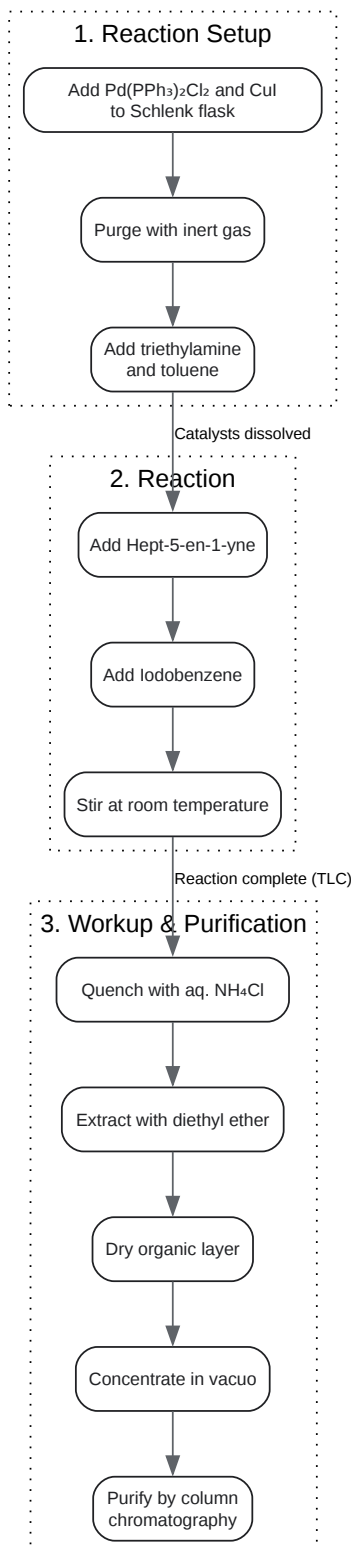 1. Reaction Setup
Add Pd(PPh₃)₂Cl₂ and CuI
to Schlenk flask
Purge with inert gas
Add triethylamine
and toluene
Catalysts dissolved
2. Reaction
Add Hept-5-en-1-yne
Add Iodobenzene
Stir at room temperature
Reaction complete (TLC)
3. Workup & Purification
Quench with aq. NH₄Cl
Extract with diethyl ether
Dry organic layer
Concentrate in vacuo
Purify by column
chromatography